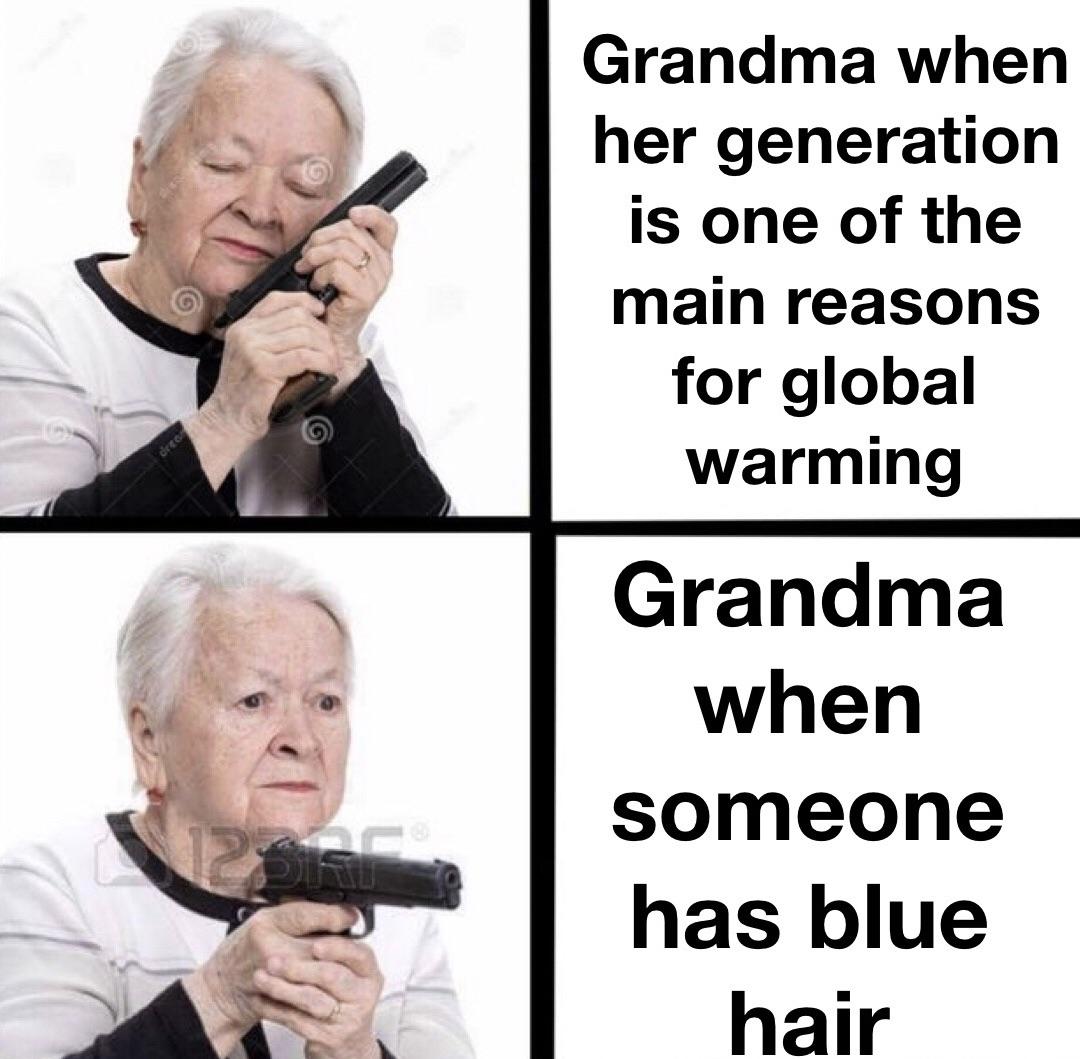 Grandma when
her generation
is one of the
main reasons
for global
warming
Grandma
when
someone
has blue
hair
123RF®